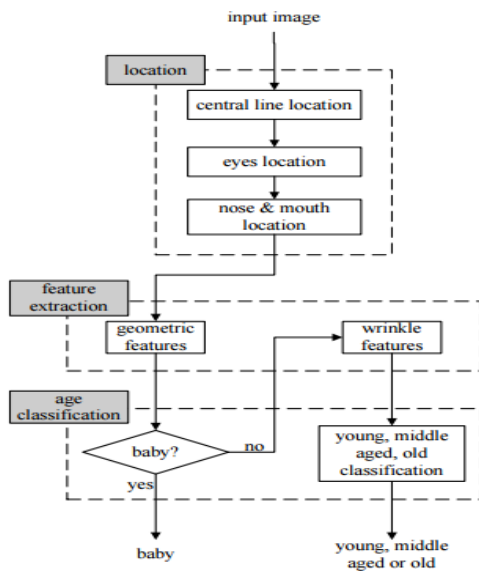 input image
location
central line location
eyes location
nose & mouth
location
feature
extraction
geometric
features
wrinkle
features
age
classification
baby?
no
yes
young, middle
aged, old
classification
baby
young, middle
aged or old